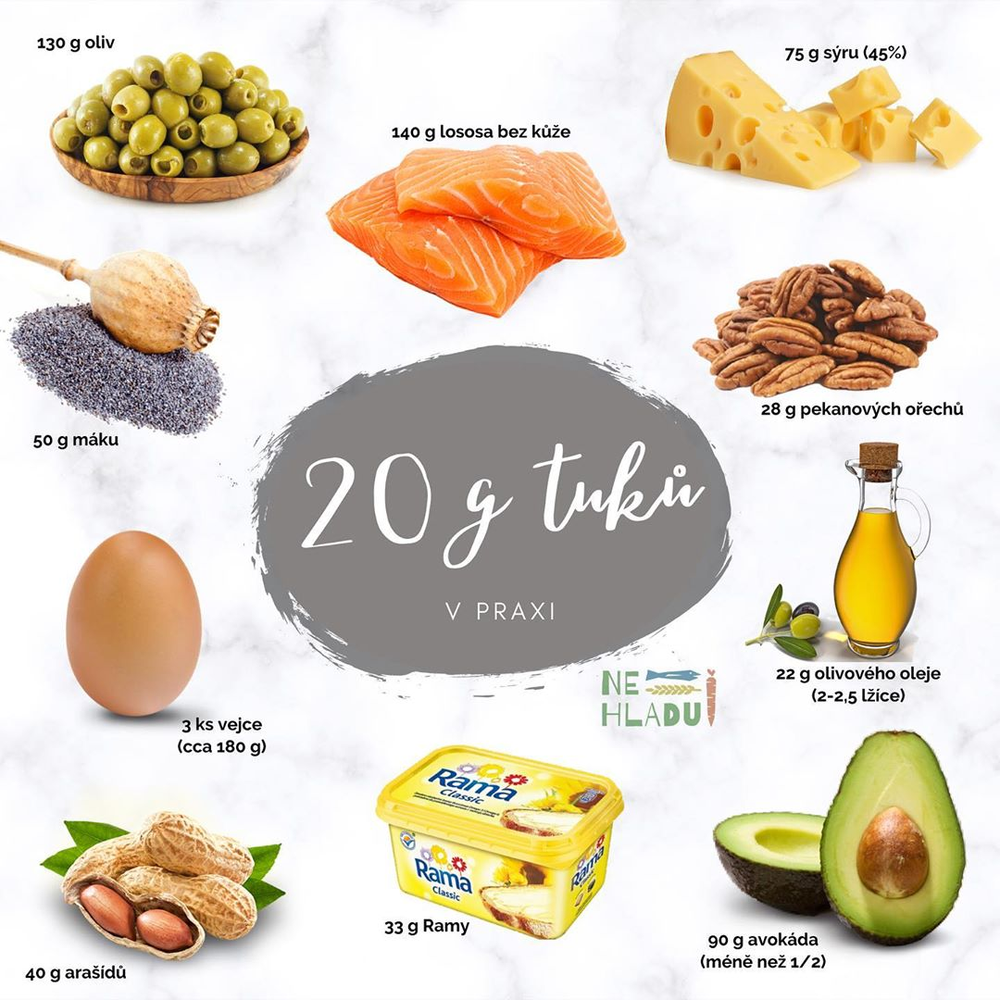 130 g oliv
75 g sýru (45%)
140 g lososa bez kůže
28 g pekanových ořechů
50 g máku
20 g tuků
V PRAXI
22 g olivového oleje
(2-2,5 lžíce)
NE
HLADU
3 ks vejce
(cca 180 g)
Rama
Classic
Rama
Classic
Rama
33 g Ramy
90 g avokáda
(méně než 1/2)
40 g arašídů